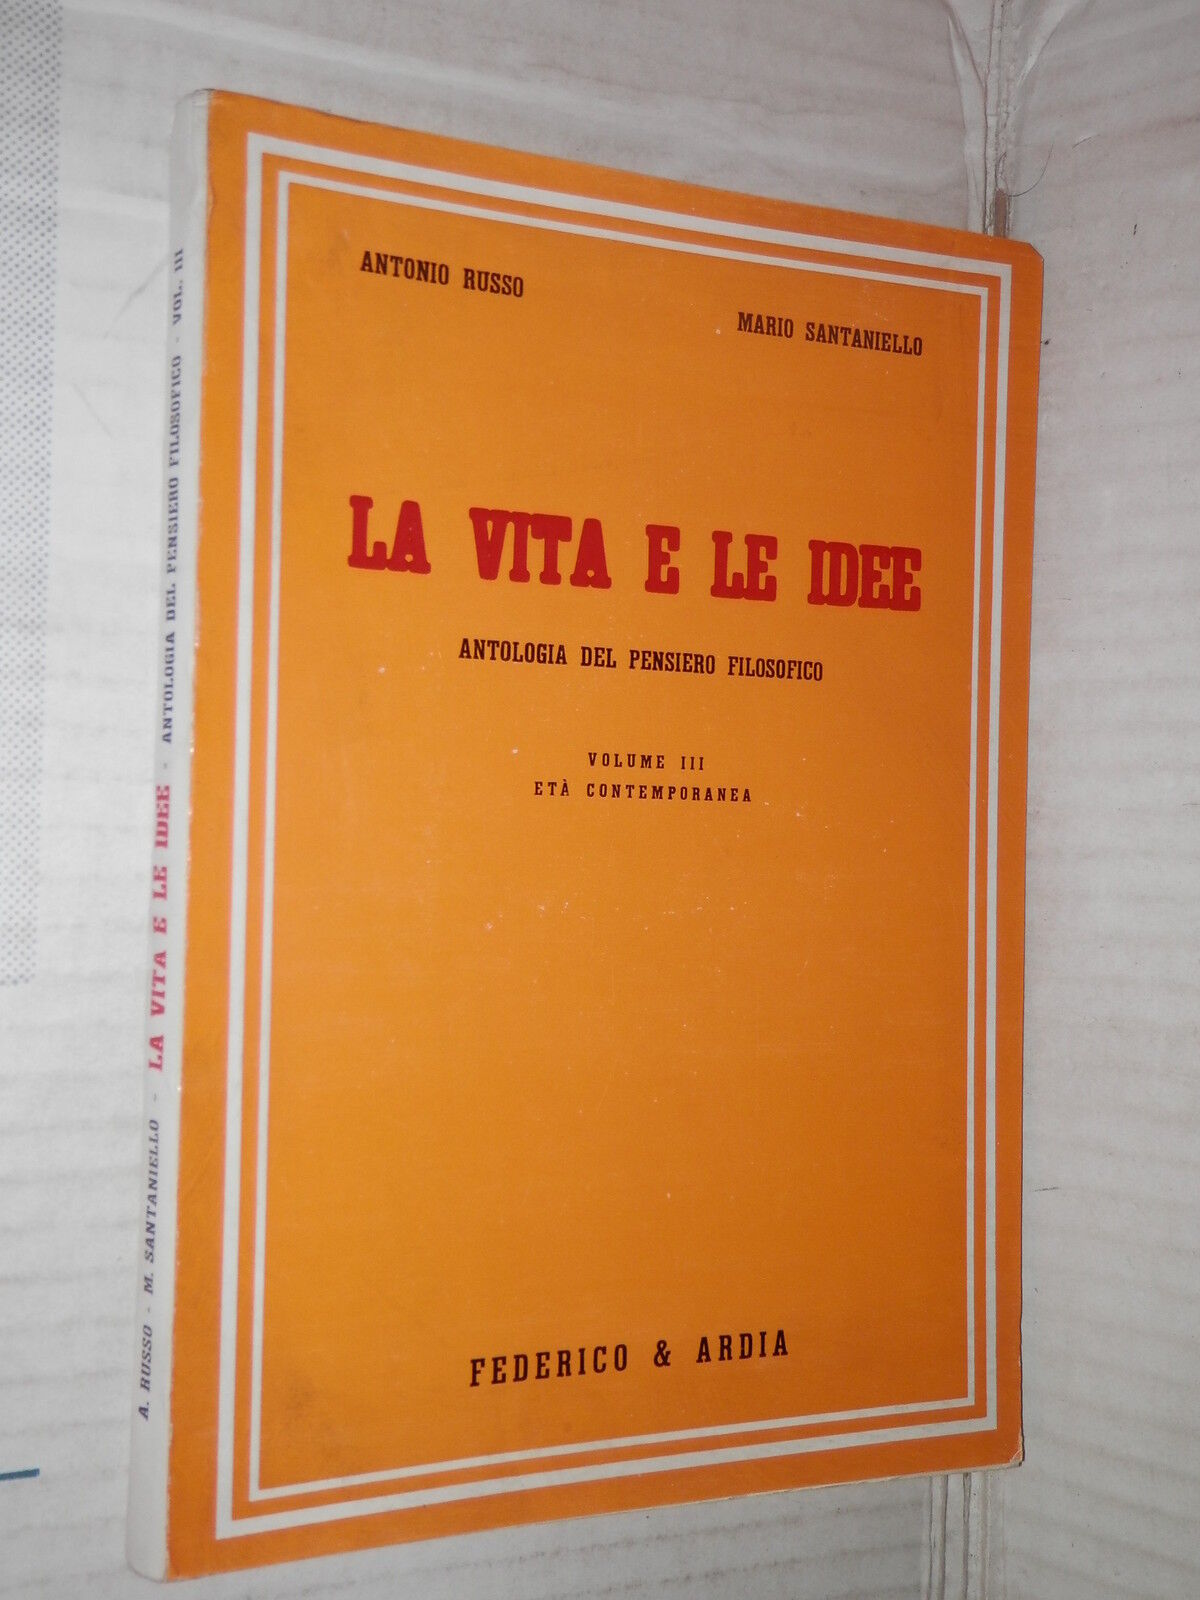 ANTONIO RUSSO
MARIO SANTANIELLO
LA VITA E LE IDEE
ANTOLOGIA DEL PENSIERO FILOSOFICO
VOLUME III
ETÀ CONTEMPORANEA
FEDERICO & ARDIA
A. RUSSO - M. SANTANIELLO - LA VITA E LE IDEE - ANTOLOGIA DEL PENSIERO FILOSOFICO - VOL. III